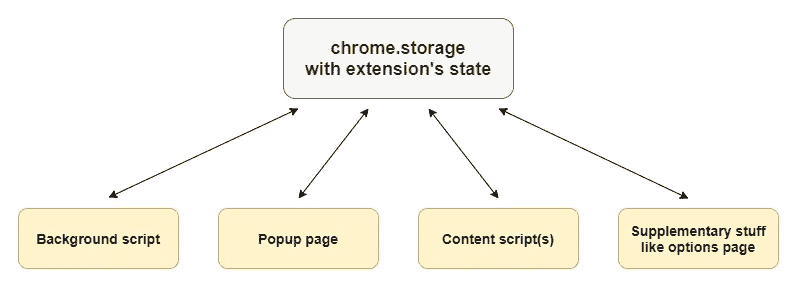 chrome.storage
with extension's state
Background script
Popup page
Content script(s)
Supplementary stuff
like options page